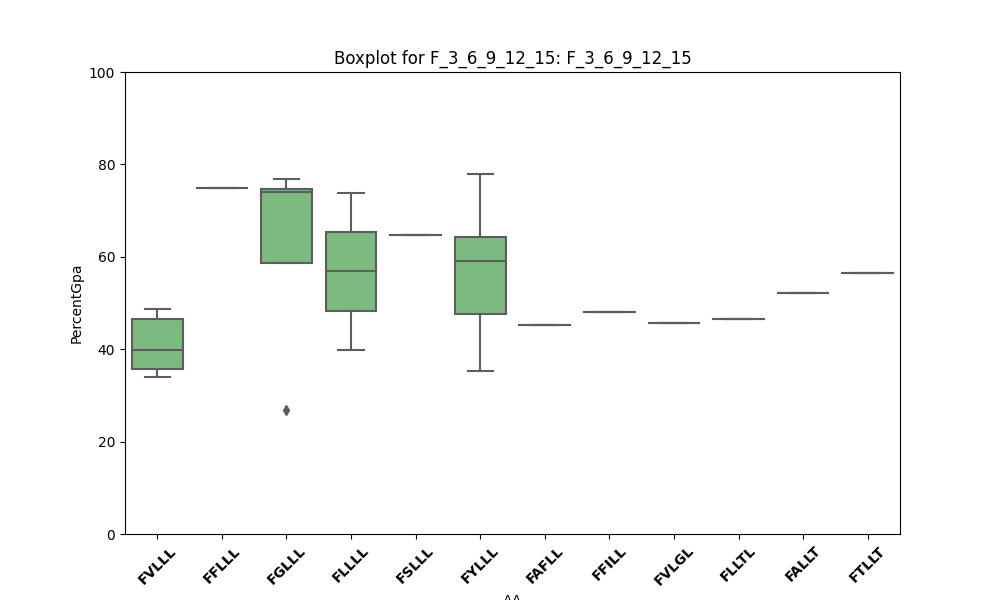 Boxplot for F_3_6_9_12_15: F_3_6_9_12_15
100
80
60
40
20
0
PercentGpa
FVLLL
FFLLL
FGLLL
FLLLL
FSLLL
FYLLL
FAFLL
FFILL
FVLGL
FLLTL
FALLT
FTLLT
AA